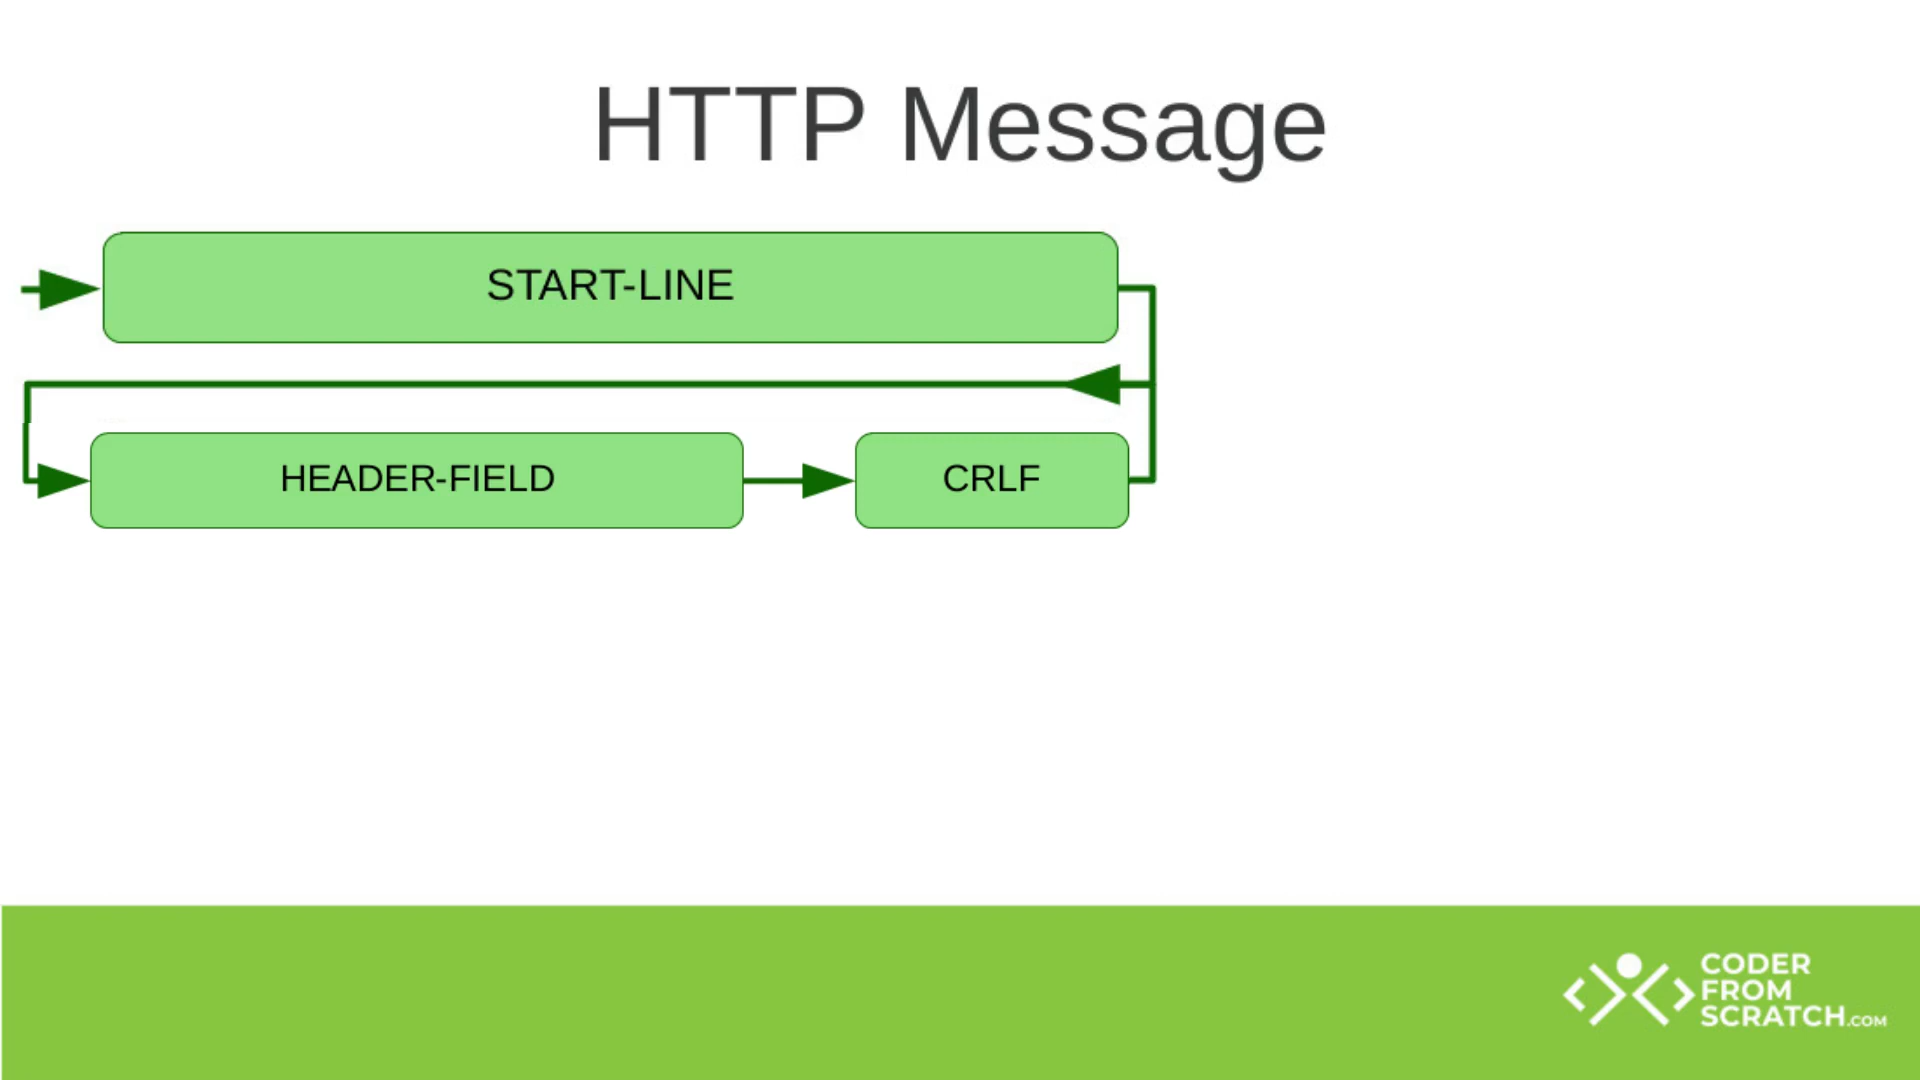 HTTP Message
START-LINE
HEADER-FIELD
CRLF
CODER
FROM
SCRATCH.COM